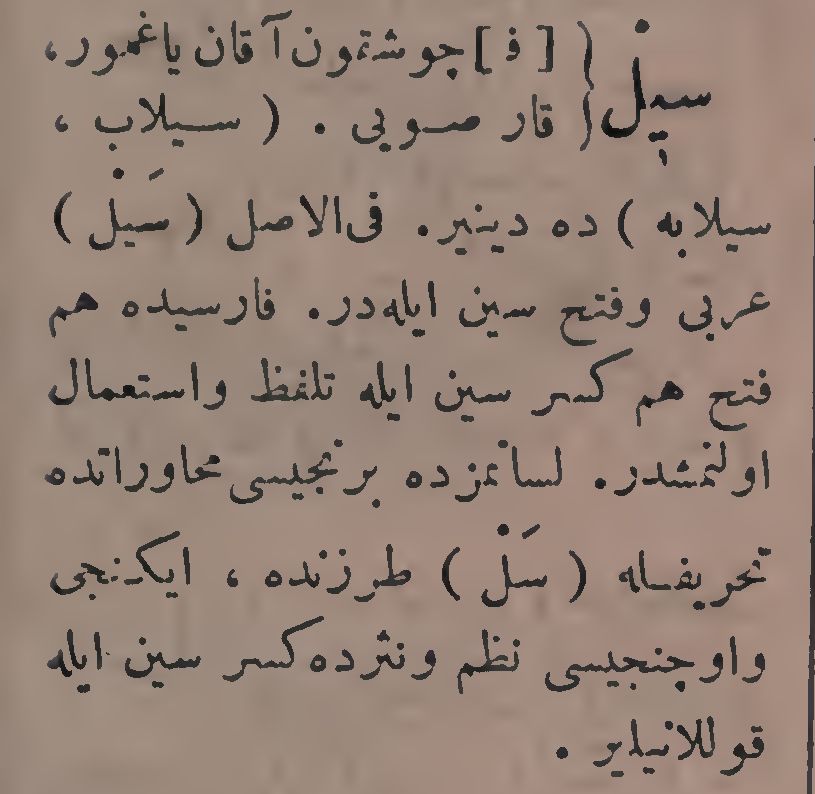 سیلْ { [ ف ] جوشقون آقان یاغمور،
قار صویی . ( سیلاب ،
سیلابه ) ده دینیر. فی‌الاصل ( سَیلْ )
عربی وفتح سین ایله‌در. فارسیده هم
فتح هم کسر سین ایله تلفظ واستعمال
اولنمشدر. لسانمزده برنجیسی محاوراتده
تحریفله ( سَلْ ) طرزنده ، ایکنجی
واوچنجیسی نظم ونثرده کسر سین ایله
قوللانیلیر .